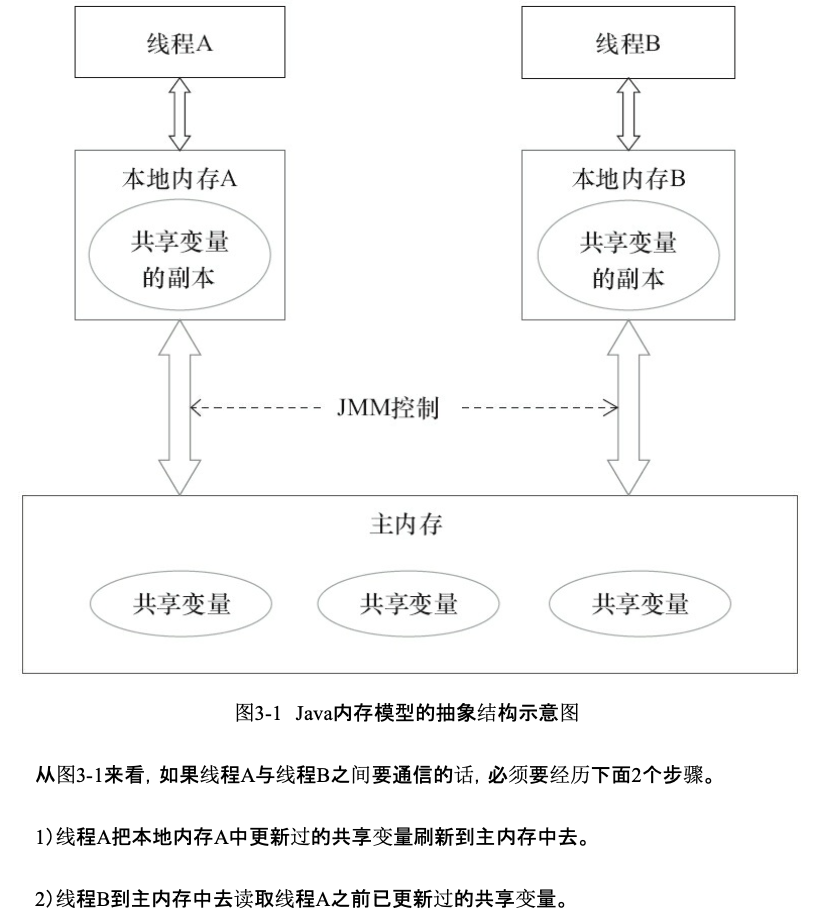 线程A
线程B
本地内存A
共享变量
的副本
本地内存B
共享变量
的副本
JMM控制
主内存
共享变量
共享变量
共享变量
图3-1 Java内存模型的抽象结构示意图
从图3-1来看，如果线程A与线程B之间要通信的话，必须要经历下面2个步骤。
1）线程A把本地内存A中更新过的共享变量刷新到主内存中去。
2）线程B到主内存中去读取线程A之前已更新过的共享变量。